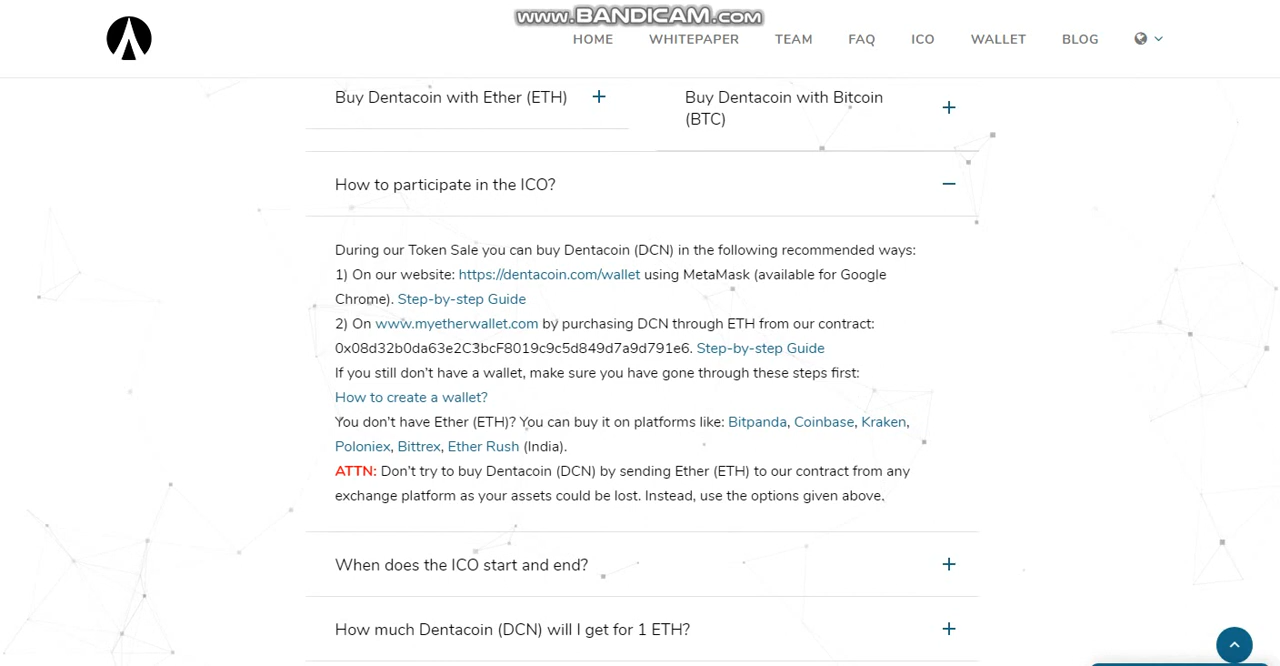 www.BANDICAM.com
HOME WHITEPAPER TEAM FAQ ICO WALLET BLOG
Buy Dentacoin with Ether (ETH) +
Buy Dentacoin with Bitcoin
(BTC) +
How to participate in the ICO? −
During our Token Sale you can buy Dentacoin (DCN) in the following recommended ways:
1) On our website: https://dentacoin.com/wallet using MetaMask (available for Google
Chrome). Step-by-step Guide
2) On www.myetherwallet.com by purchasing DCN through ETH from our contract:
0x08d32b0da63e2C3bcF8019c9c5d849d7a9d791e6. Step-by-step Guide
If you still don't have a wallet, make sure you have gone through these steps first:
How to create a wallet?
You don't have Ether (ETH)? You can buy it on platforms like: Bitpanda, Coinbase, Kraken,
Poloniex, Bittrex, Ether Rush (India).
ATTN: Don't try to buy Dentacoin (DCN) by sending Ether (ETH) to our contract from any
exchange platform as your assets could be lost. Instead, use the options given above.
When does the ICO start and end? +
How much Dentacoin (DCN) will I get for 1 ETH? +